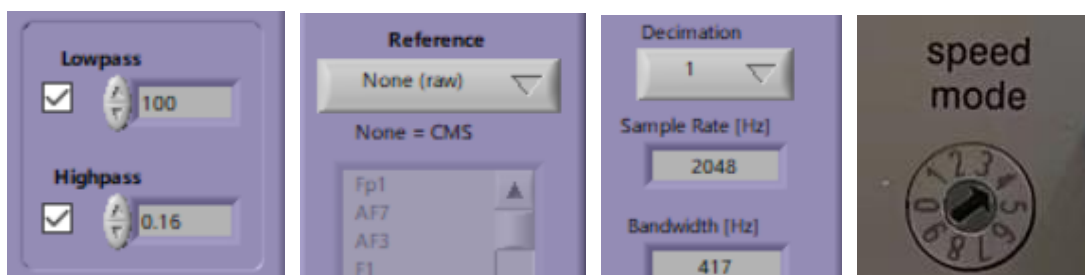 Lowpass
100
Highpass
0.16
Reference
None (raw)
None = CMS
Fp1
AF7
AF3
F1
Decimation
1
Sample Rate [Hz]
2048
Bandwidth [Hz]
417
speed
mode
0 1 2 3 4 5 6 7 8 9